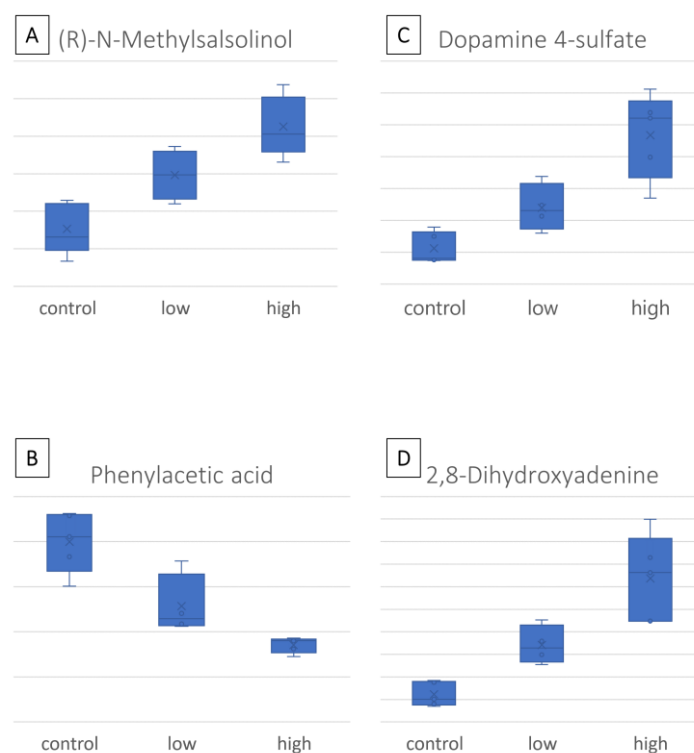 A (R)-N-Methylsalsolinol
control low high
C Dopamine 4-sulfate
control low high
B Phenylacetic acid
control low high
D 2,8-Dihydroxyadenine
control low high